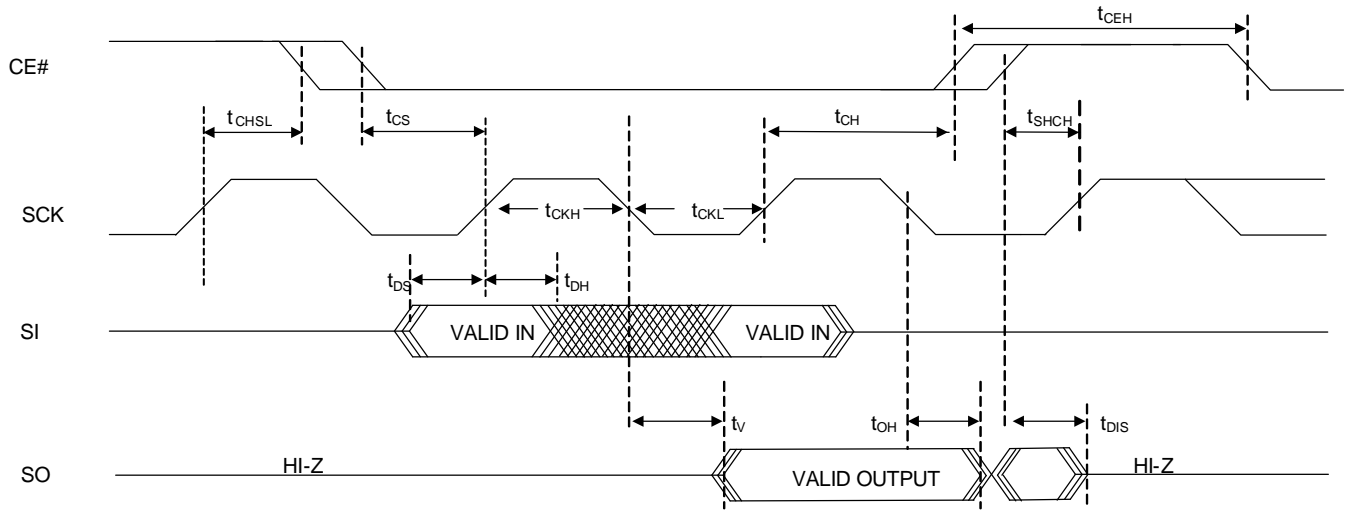 tCEH
CE#
tCHSL
tCS
tCH
tSHCH
SCK
tCKH
tCKL
tDS
tDH
SI
VALID IN
VALID IN
tV
tOH
tDIS
SO
HI-Z
VALID OUTPUT
HI-Z